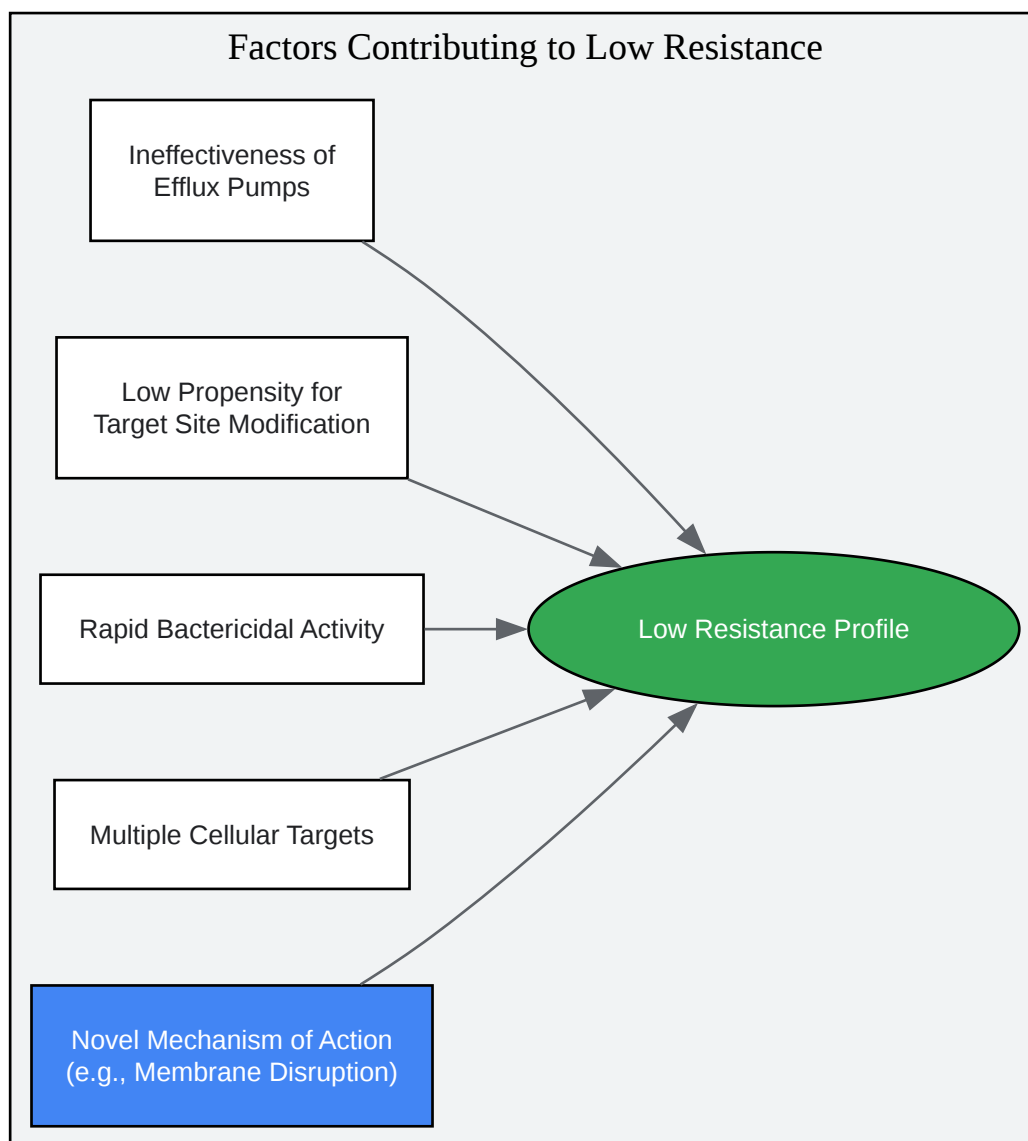 Factors Contributing to Low Resistance
Ineffectiveness of
Efflux Pumps
Low Propensity for
Target Site Modification
Rapid Bactericidal Activity
Low Resistance Profile
Multiple Cellular Targets
Novel Mechanism of Action
(e.g., Membrane Disruption)